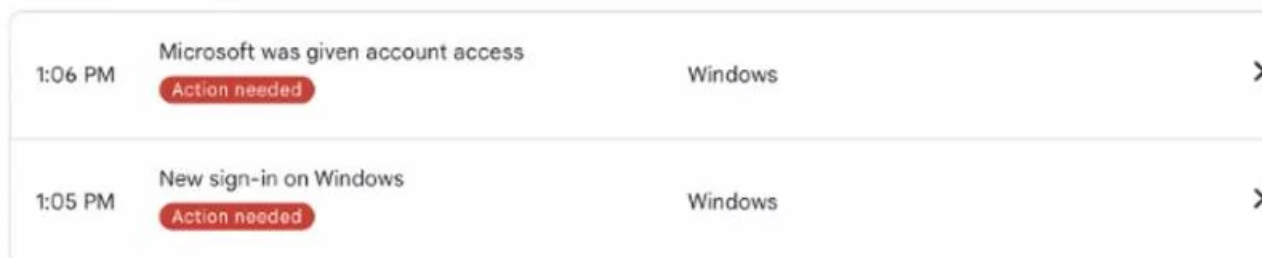 Microsoft was given account access
1:06 PM
Windows
Action needed
New sign-in on Windows
1:05 PM
Windows
Action needed